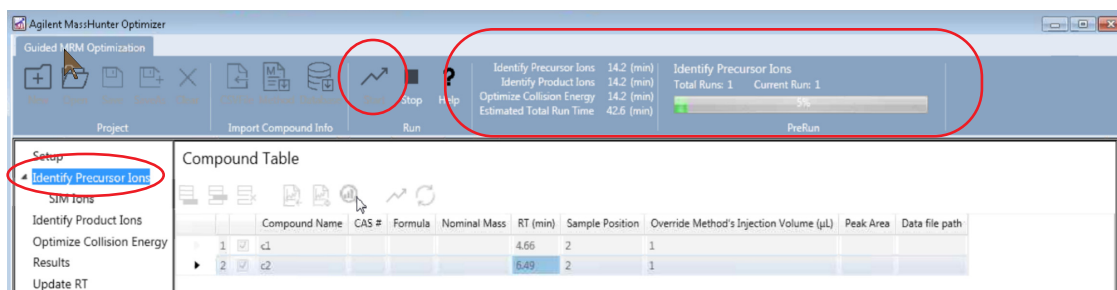 Agilent MassHunter Optimizer
Guided MRM Optimization
Stop
Help
Project
Import Compound Info
Run
Identify Precursor Ions 14.2 (min)
Identify Product Ions 14.2 (min)
Optimize Collision Energy 14.2 (min)
Estimated Total Run Time 42.6 (min)
Identify Precursor Ions
Total Runs: 1 Current Run: 1
5%
PreRun
Setup
Identify Precursor Ions
SIM Ions
Identify Product Ions
Optimize Collision Energy
Results
Update RT
Compound Table
Compound Name CAS # Formula Nominal Mass RT (min) Sample Position Override Method's Injection Volume (µL) Peak Area Data file path
1 c1 4.66 2 1
2 c2 6.49 2 1